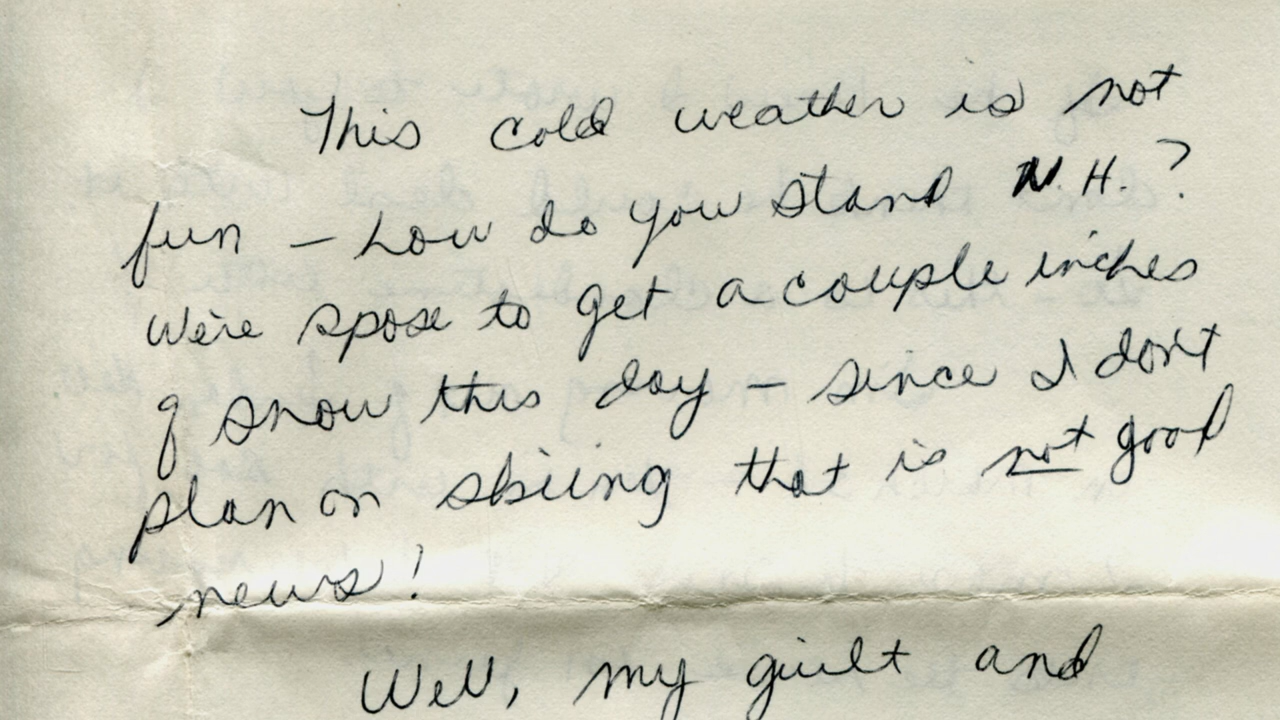 This cold weather is not
fun – how do you stand N.H.?
We're spose to get a couple inches
of snow this day – since I don't
plan on skiing that is not good
news!
Well, my guilt and